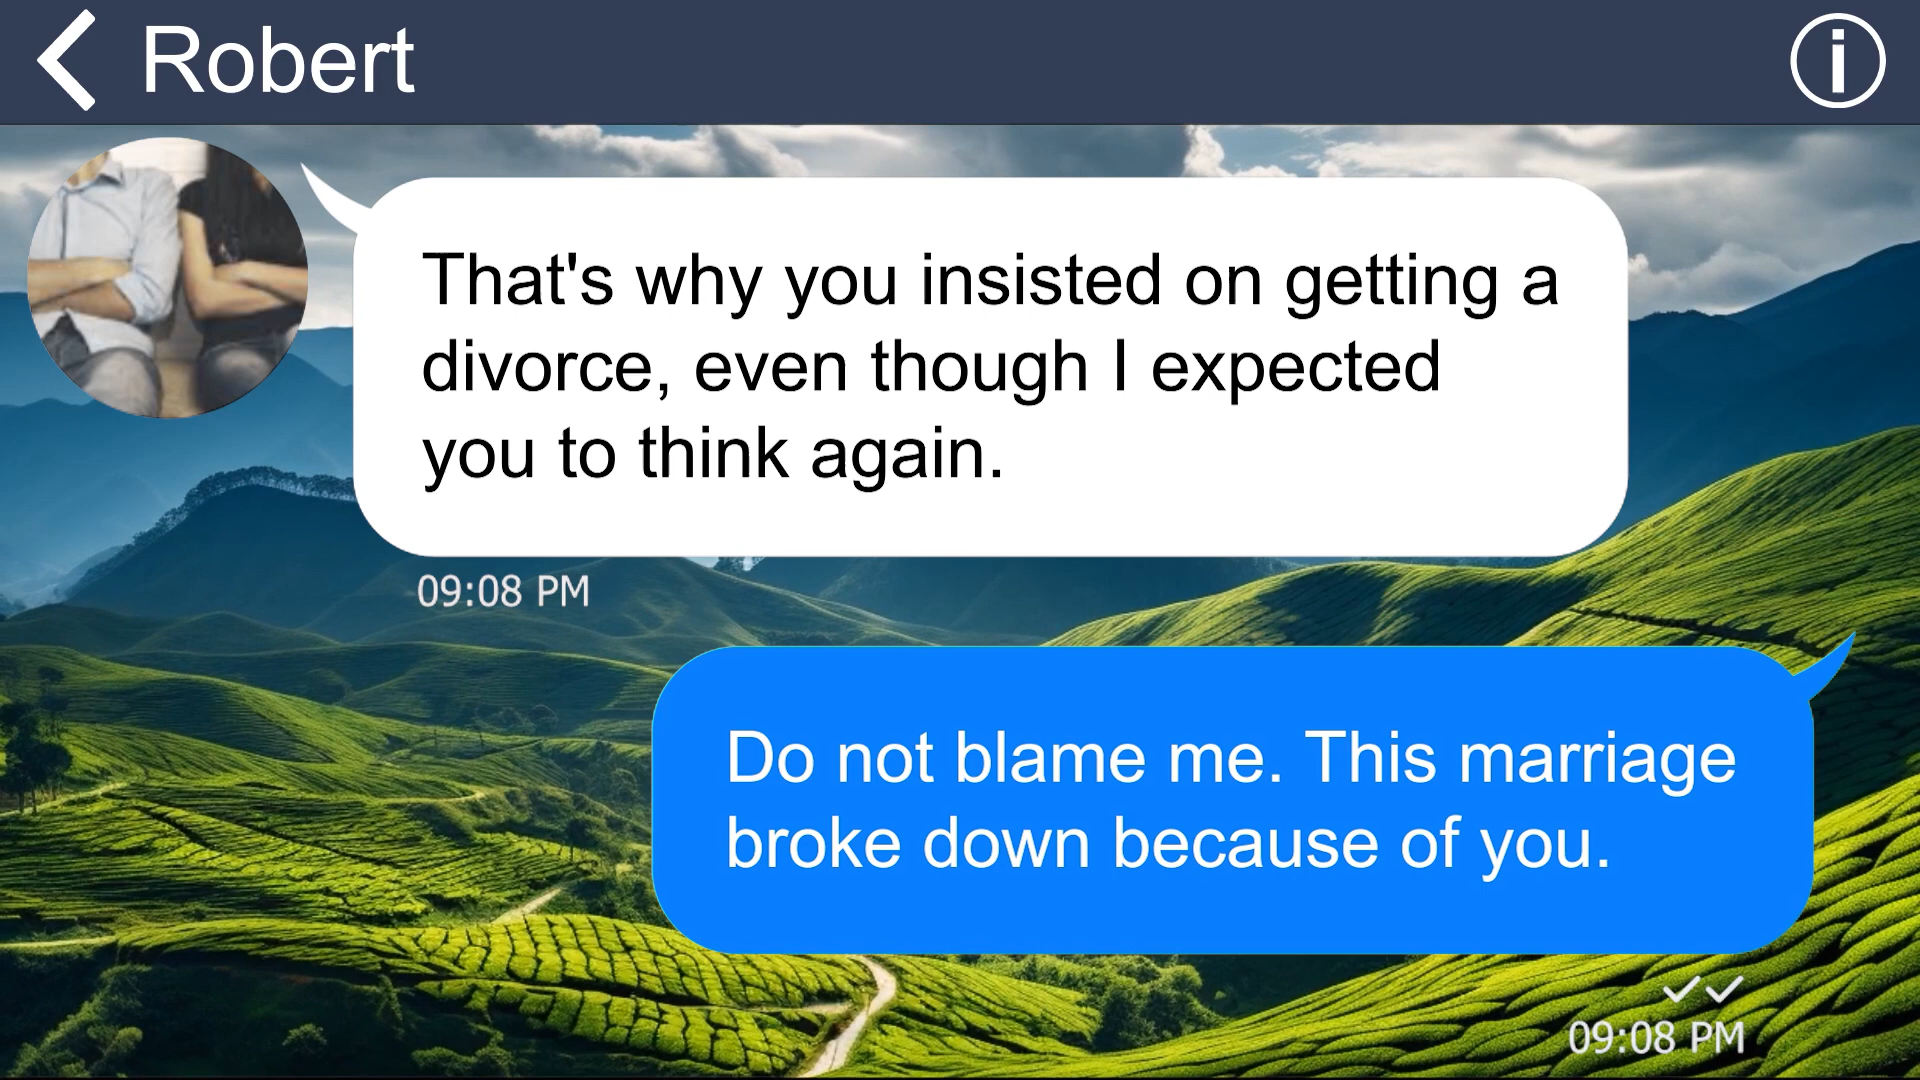 Robert
That's why you insisted on getting a
divorce, even though I expected
you to think again.
09:08 PM
Do not blame me. This marriage
broke down because of you.
09:08 PM